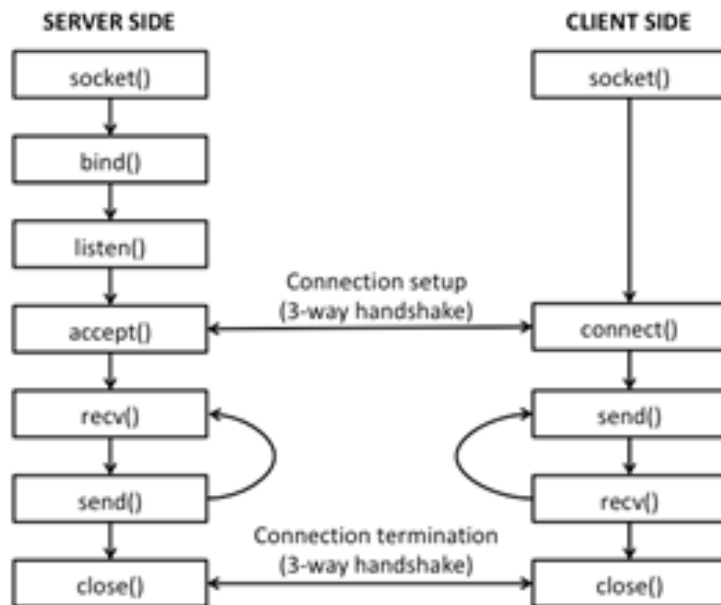 SERVER SIDE
CLIENT SIDE
socket()
socket()
bind()
listen()
Connection setup
(3-way handshake)
accept()
connect()
recv()
send()
send()
recv()
Connection termination
(3-way handshake)
close()
close()